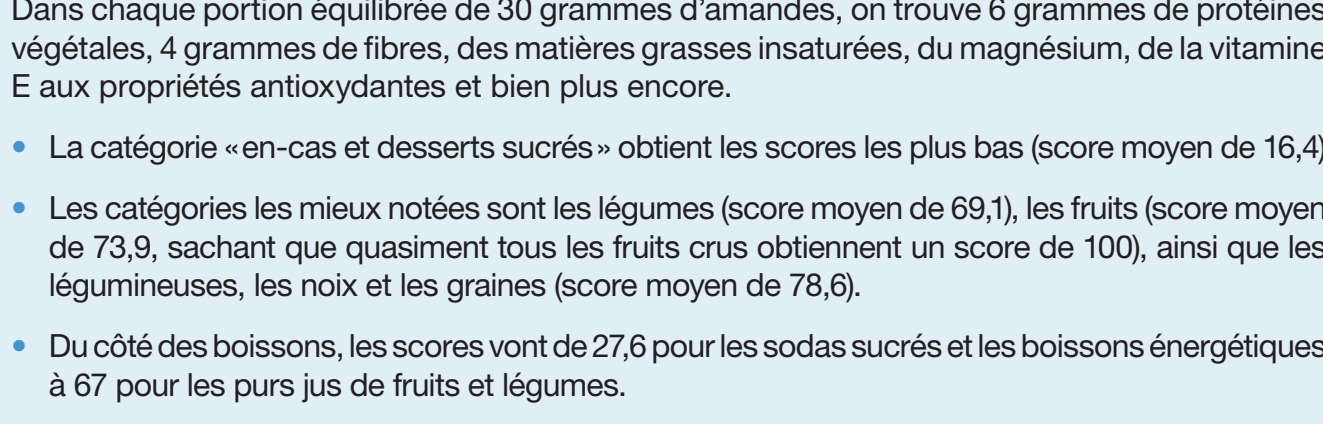 Dans chaque portion équilibrée de 30 grammes d’amandes, on trouve 6 grammes de protéines
végétales, 4 grammes de fibres, des matières grasses insaturées, du magnésium, de la vitamine
E aux propriétés antioxydantes et bien plus encore.
• La catégorie «en-cas et desserts sucrés» obtient les scores les plus bas (score moyen de 16,4)
• Les catégories les mieux notées sont les légumes (score moyen de 69,1), les fruits (score moyen
de 73,9, sachant que quasiment tous les fruits crus obtiennent un score de 100), ainsi que les
légumineuses, les noix et les graines (score moyen de 78,6).
• Du côté des boissons, les scores vont de 27,6 pour les sodas sucrés et les boissons énergétiques
à 67 pour les purs jus de fruits et légumes.